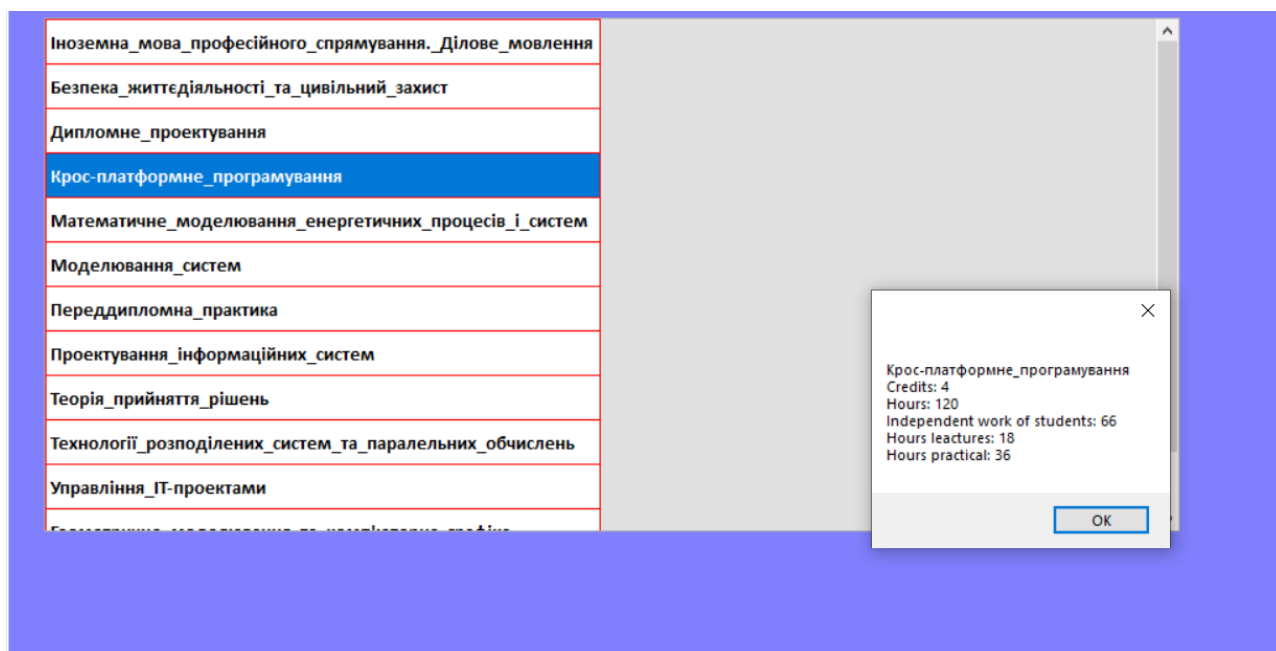 Іноземна_мова_професійного_спрямування._Ділове_мовлення
Безпека_життєдіяльності_та_цивільний_захист
Дипломне_проектування
Крос-платформне_програмування
Математичне_моделювання_енергетичних_процесів_і_систем
Моделювання_систем
Переддипломна_практика
Проектування_інформаційних_систем
Теорія_прийняття_рішень
Технології_розподілених_систем_та_паралельних_обчислень
Управління_ІТ-проектами
Крос-платформне_програмування
Credits: 4
Hours: 120
Independent work of students: 66
Hours leactures: 18
Hours practical: 36
OK